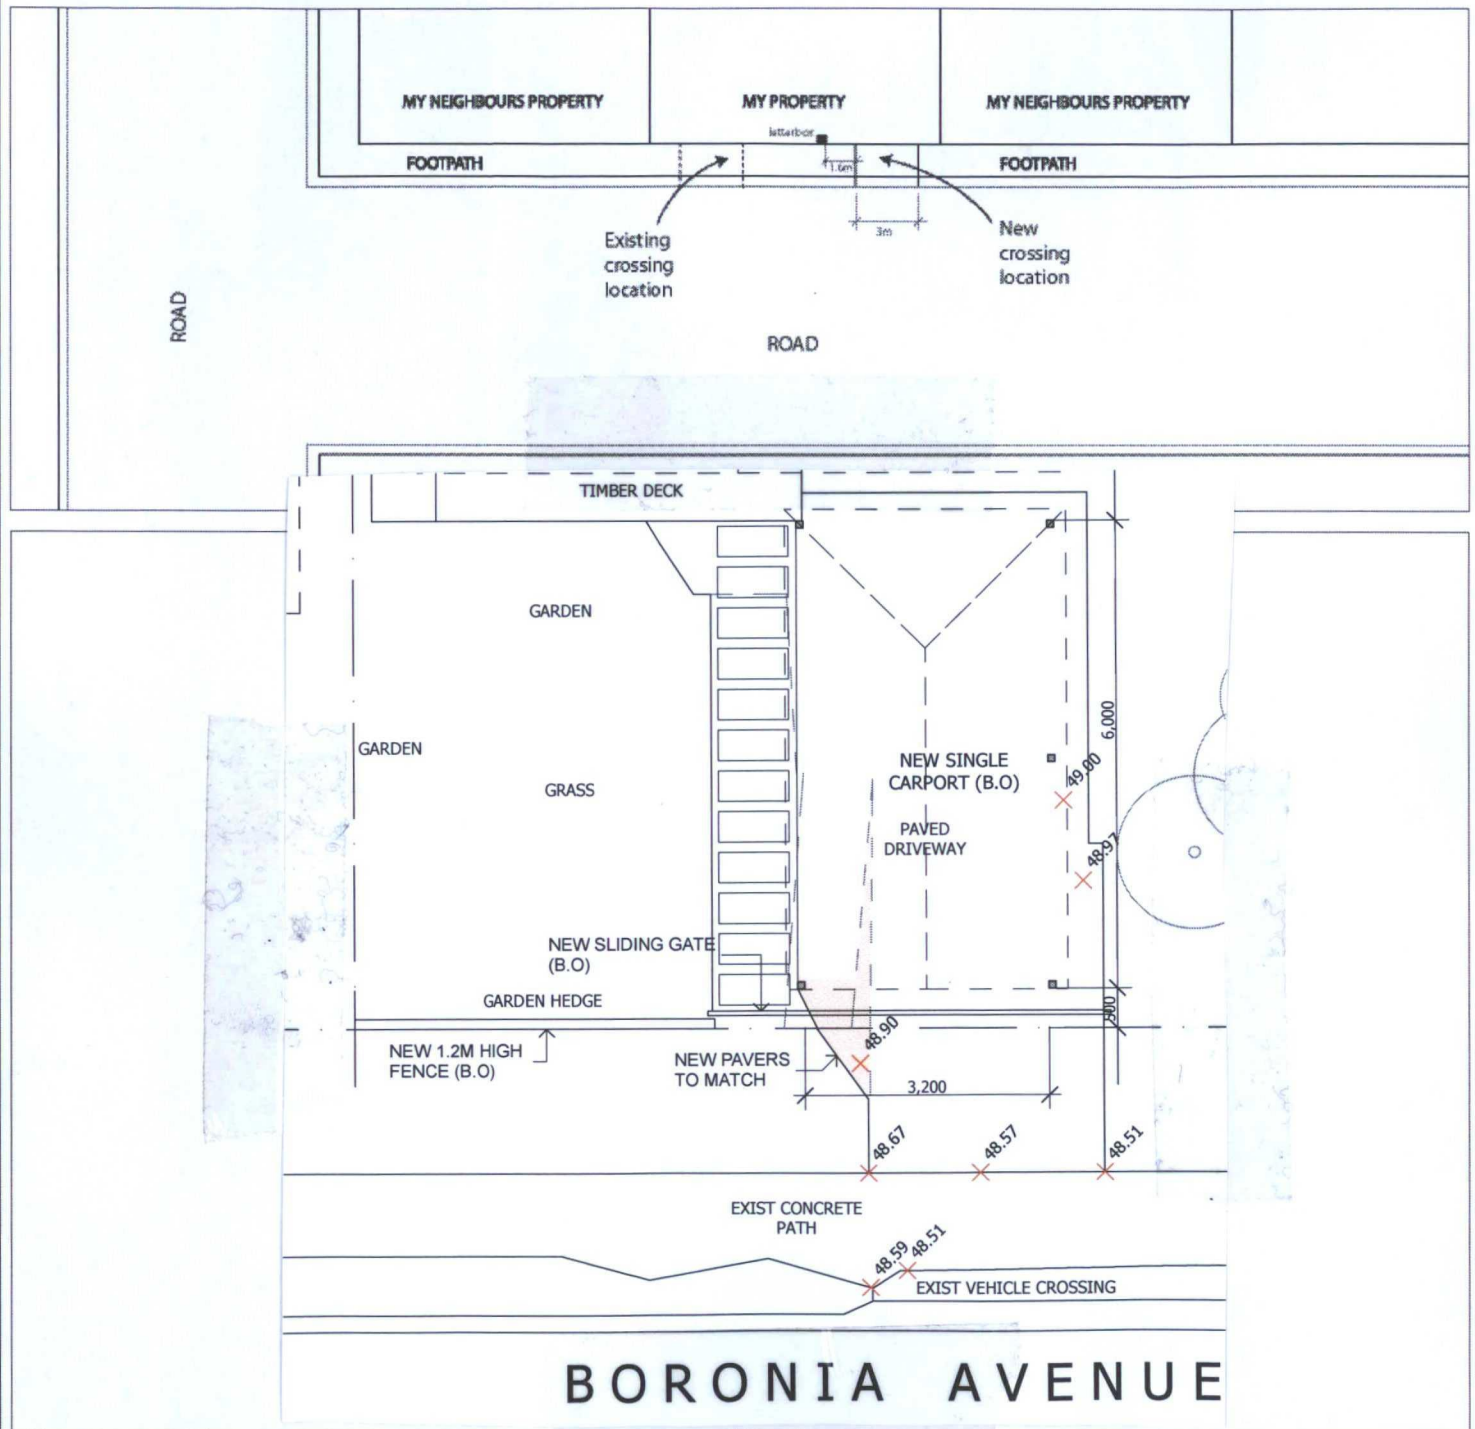 MY NEIGHBOURS PROPERTY
MY PROPERTY
MY NEIGHBOURS PROPERTY
letterbox
FOOTPATH
1.6m
FOOTPATH
3m
Existing
crossing
location
New
crossing
location
ROAD
ROAD
TIMBER DECK
GARDEN
6,000
GARDEN
NEW SINGLE
CARPORT (B.O)
49.00
GRASS
PAVED
DRIVEWAY
48.97
NEW SLIDING GATE
(B.O)
GARDEN HEDGE
48.90
NEW 1.2M HIGH
FENCE (B.O)
NEW PAVERS
TO MATCH
3,200
48.67
48.57
48.51
EXIST CONCRETE
PATH
48.59
48.51
EXIST VEHICLE CROSSING
BORONIA AVENUE